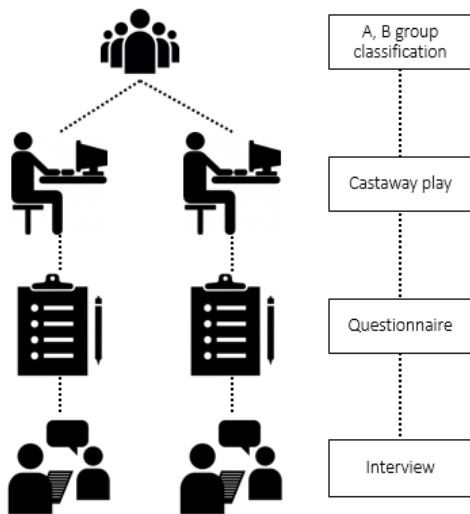 A, B group
classification
Castaway play
Questionnaire
Interview